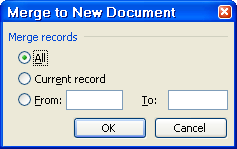 Merge to New Document
Merge records
All
Current record
From: To:
OK Cancel